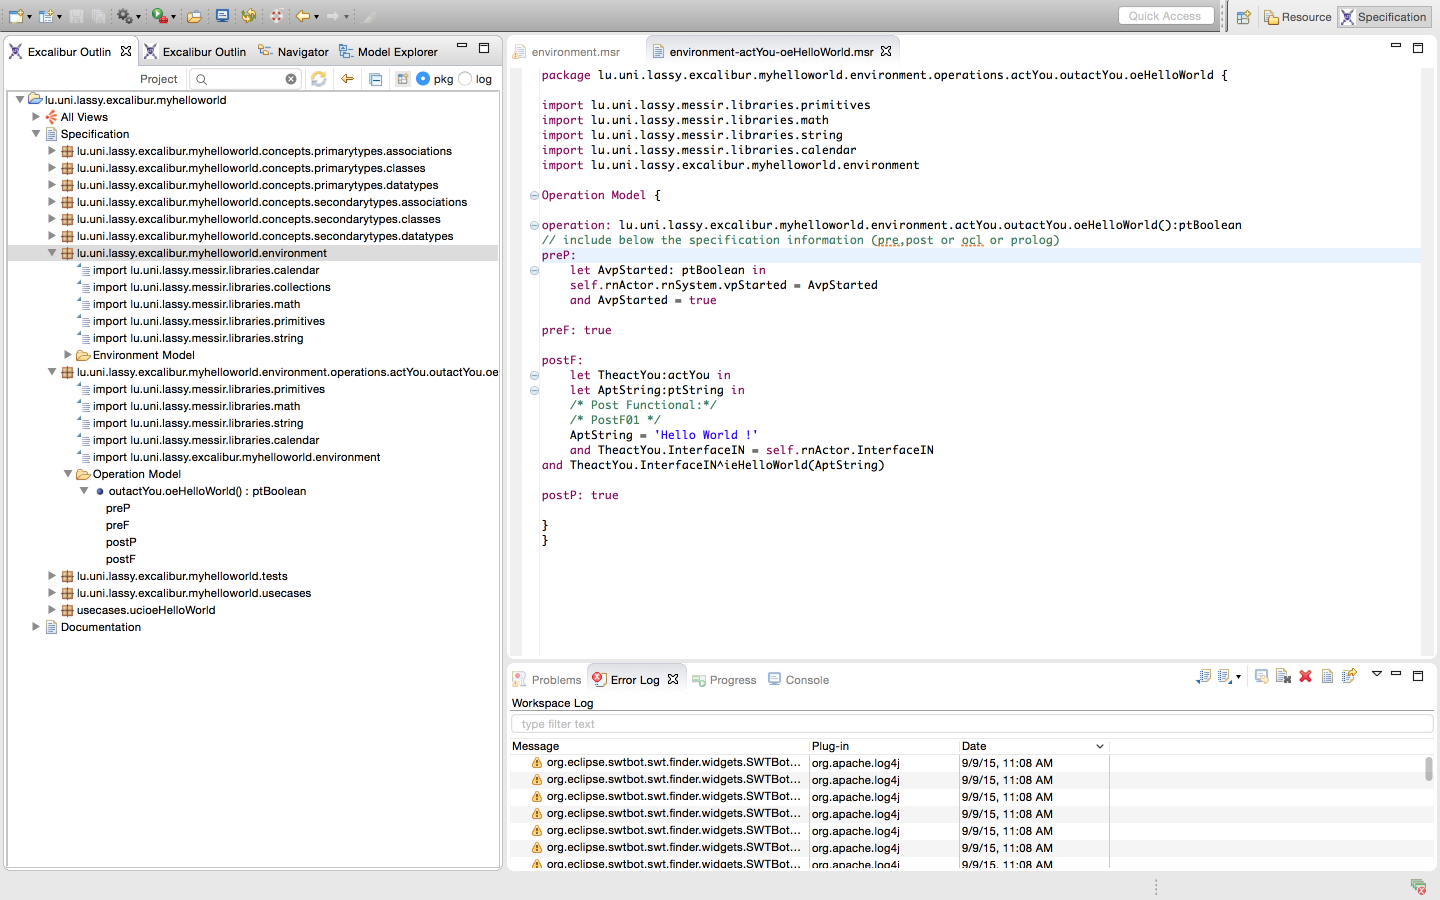 Quick Access
Resource
Specification
Excalibur Outlin
Excalibur Outlin
Navigator
Model Explorer
Project
pkg
log
lu.uni.lassy.excalibur.myhelloworld
All Views
Specification
lu.uni.lassy.excalibur.myhelloworld.concepts.primarytypes.associations
lu.uni.lassy.excalibur.myhelloworld.concepts.primarytypes.classes
lu.uni.lassy.excalibur.myhelloworld.concepts.primarytypes.datatypes
lu.uni.lassy.excalibur.myhelloworld.concepts.secondarytypes.associations
lu.uni.lassy.excalibur.myhelloworld.concepts.secondarytypes.classes
lu.uni.lassy.excalibur.myhelloworld.concepts.secondarytypes.datatypes
lu.uni.lassy.excalibur.myhelloworld.environment
import lu.uni.lassy.messir.libraries.calendar
import lu.uni.lassy.messir.libraries.collections
import lu.uni.lassy.messir.libraries.math
import lu.uni.lassy.messir.libraries.primitives
import lu.uni.lassy.messir.libraries.string
Environment Model
lu.uni.lassy.excalibur.myhelloworld.environment.operations.actYou.outactYou.oe
import lu.uni.lassy.messir.libraries.primitives
import lu.uni.lassy.messir.libraries.math
import lu.uni.lassy.messir.libraries.string
import lu.uni.lassy.messir.libraries.calendar
import lu.uni.lassy.excalibur.myhelloworld.environment
Operation Model
outactYou.oeHelloWorld() : ptBoolean
preP
preF
postP
postF
lu.uni.lassy.excalibur.myhelloworld.tests
lu.uni.lassy.excalibur.myhelloworld.usecases
usecases.ucioeHelloWorld
Documentation
environment.msr
environment-actYou-oeHelloWorld.msr
package lu.uni.lassy.excalibur.myhelloworld.environment.operations.actYou.outactYou.oeHelloWorld {
import lu.uni.lassy.messir.libraries.primitives
import lu.uni.lassy.messir.libraries.math
import lu.uni.lassy.messir.libraries.string
import lu.uni.lassy.messir.libraries.calendar
import lu.uni.lassy.excalibur.myhelloworld.environment
Operation Model {
operation: lu.uni.lassy.excalibur.myhelloworld.environment.actYou.outactYou.oeHelloWorld():ptBoolean
// include below the specification information (pre,post or ocl or prolog)
preP:
let AvpStarted: ptBoolean in
self.rnActor.rnSystem.vpStarted = AvpStarted
and AvpStarted = true
preF: true
postF:
let TheactYou:actYou in
let AptString:ptString in
/* Post Functional:*/
/* PostF01 */
AptString = 'Hello World !'
and TheactYou.InterfaceIN = self.rnActor.InterfaceIN
and TheactYou.InterfaceIN^ieHelloWorld(AptString)
postP: true
}
}
Problems
Error Log
Progress
Console
Workspace Log
type filter text
Message Plug-in Date
org.eclipse.swtbot.swt.finder.widgets.SWTBot... org.apache.log4j 9/9/15, 11:08 AM
org.eclipse.swtbot.swt.finder.widgets.SWTBot... org.apache.log4j 9/9/15, 11:08 AM
org.eclipse.swtbot.swt.finder.widgets.SWTBot... org.apache.log4j 9/9/15, 11:08 AM
org.eclipse.swtbot.swt.finder.widgets.SWTBot... org.apache.log4j 9/9/15, 11:08 AM
org.eclipse.swtbot.swt.finder.widgets.SWTBot... org.apache.log4j 9/9/15, 11:08 AM
org.eclipse.swtbot.swt.finder.widgets.SWTBot... org.apache.log4j 9/9/15, 11:08 AM
org.eclipse.swtbot.swt.finder.widgets.SWTBot... org.apache.log4j 9/9/15, 11:08 AM